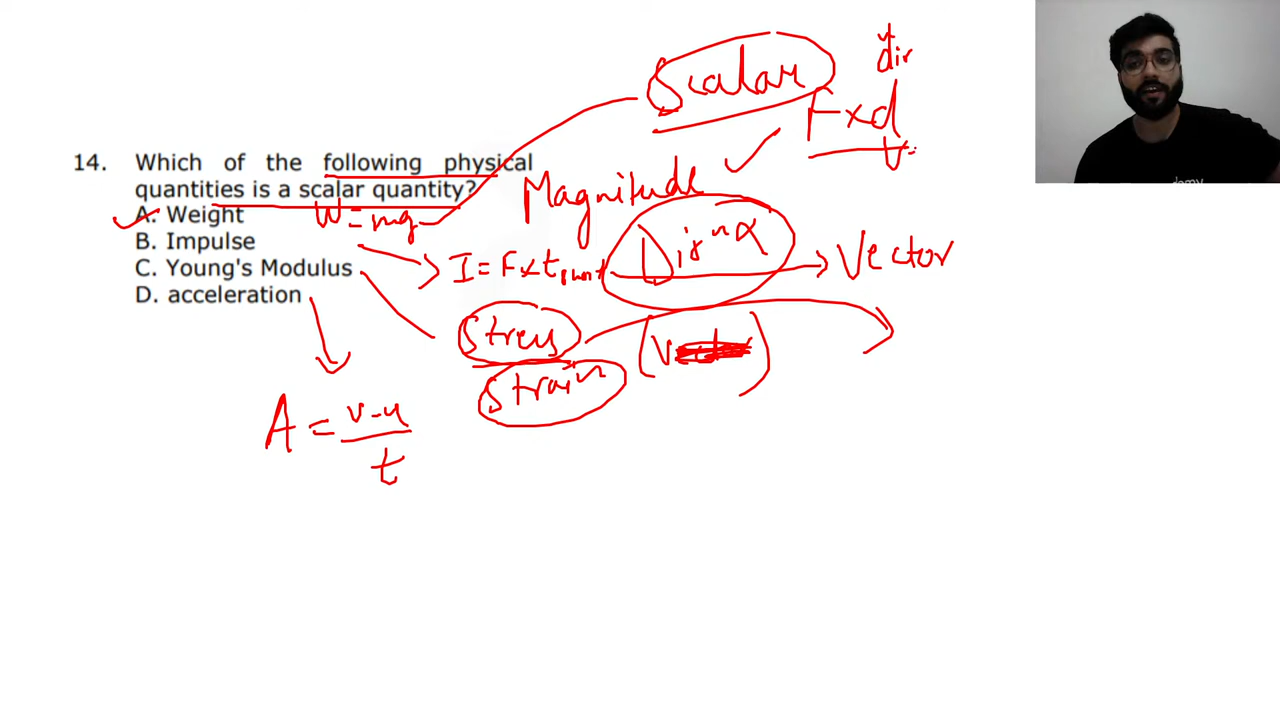 Scalar
dir
F×d
V=
14. Which of the following physical
quantities is a scalar quantity?
A. Weight
W=mg
B. Impulse
C. Young's Modulus
D. acceleration
Magnitude
Dirⁿ
I = F×t
Vector
Stress
Strain
A = v-u
t